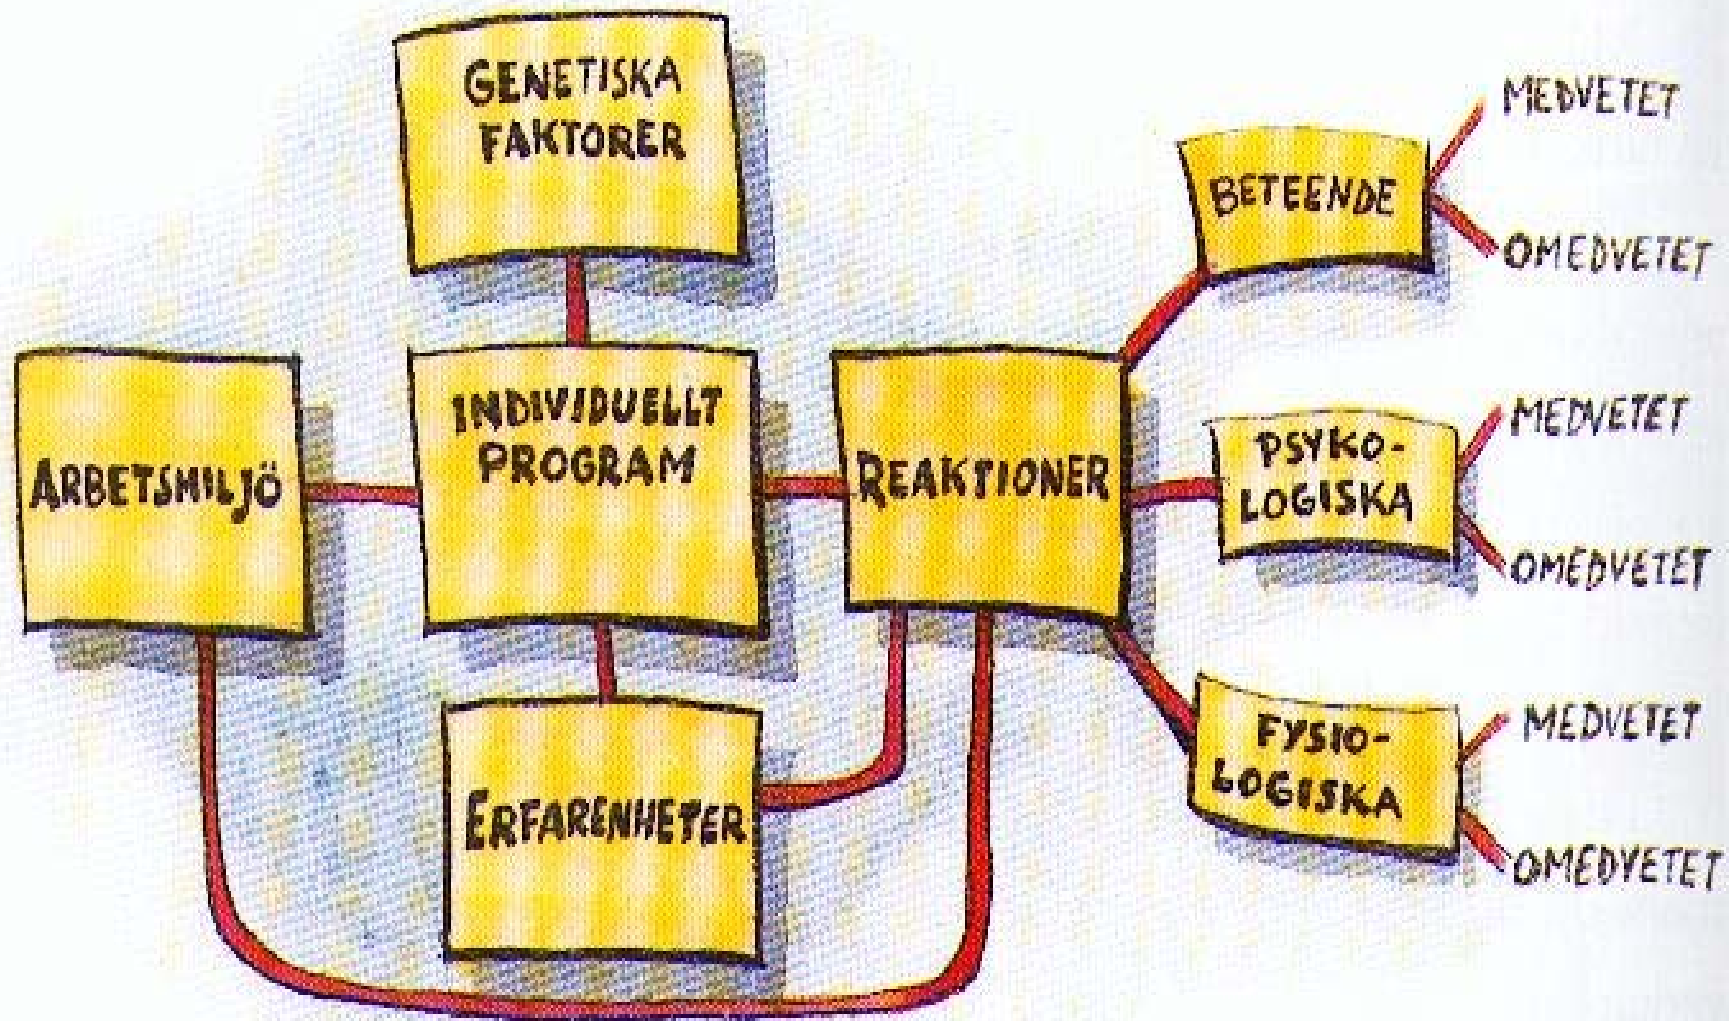 GENETISKA
FAKTORER
MEDVETET
BETEENDE
OMEDVETET
INDIVIDUELLT
PROGRAM
ARBETSMILJÖ
REAKTIONER
MEDVETET
PSYKO-
LOGISKA
OMEDVETET
ERFARENHETER
MEDVETET
FYSIO-
LOGISKA
OMEDVETET